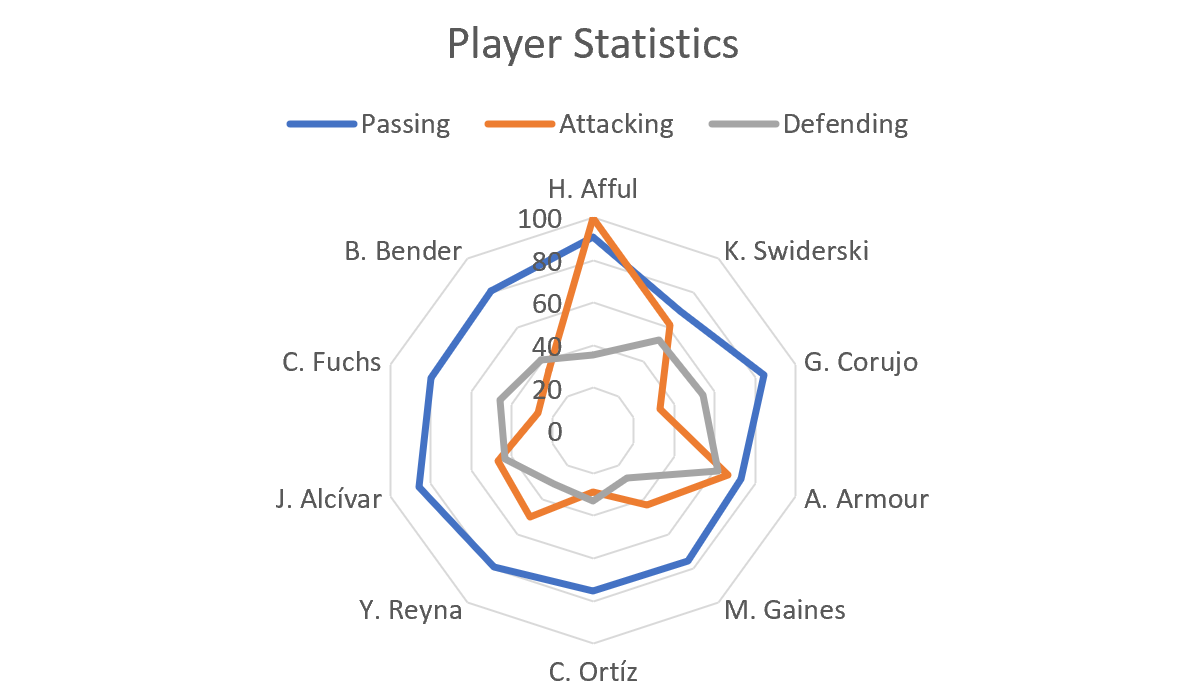 Player Statistics
Passing Attacking Defending
H. Afful
100
B. Bender
K. Swiderski
80
60
40
C. Fuchs
G. Corujo
20
0
J. Alcívar
A. Armour
Y. Reyna
M. Gaines
C. Ortíz